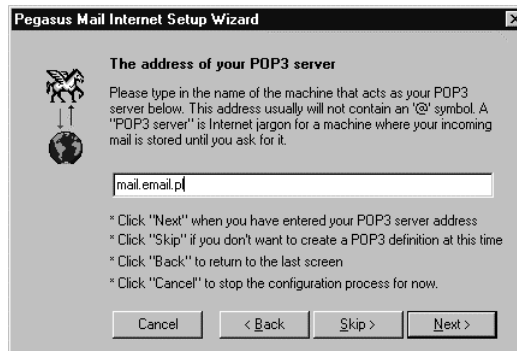 Pegasus Mail Internet Setup Wizard
The address of your POP3 server
Please type in the name of the machine that acts as your POP3
server below. This address usually will not contain an '@' symbol. A
"POP3 server" is Internet jargon for a machine where your incoming
mail is stored until you ask for it.
mail.email.pl
* Click "Next" when you have entered your POP3 server address
* Click "Skip" if you don't want to create a POP3 definition at this time
* Click "Back" to return to the last screen
* Click "Cancel" to stop the configuration process for now.
Cancel < Back Skip > Next >